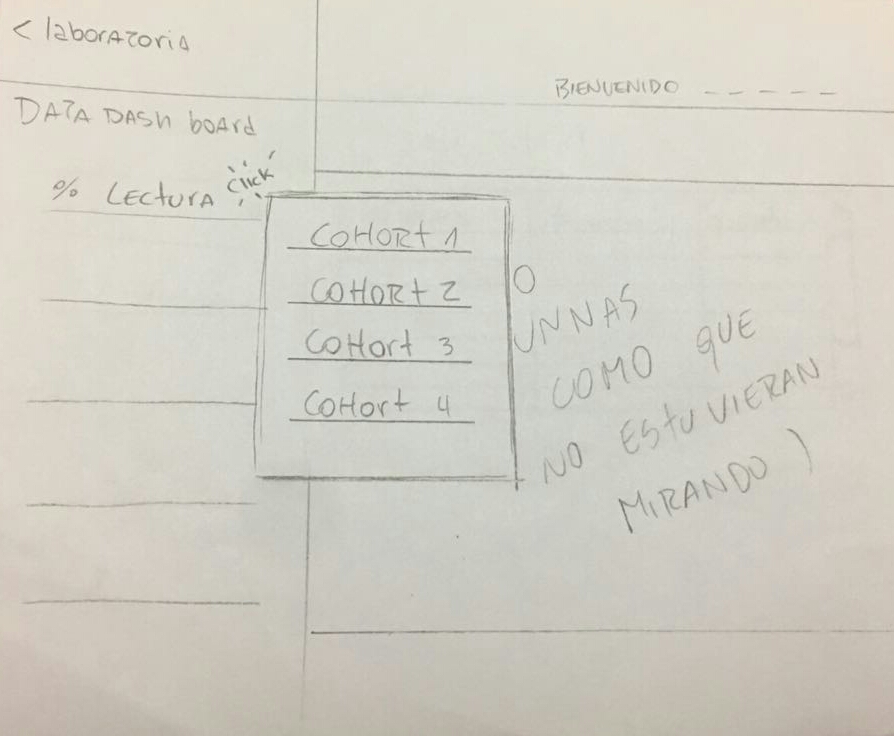 < laboratoria
BIENVENIDO _ _ _ _ _
DATA DASH board
% LECTURA click
COHORT 1
COHORT 2
COHort 3
COHort 4
O
UNNAS
COMO QUE
NO EStUVIERAN
MIRANDO )